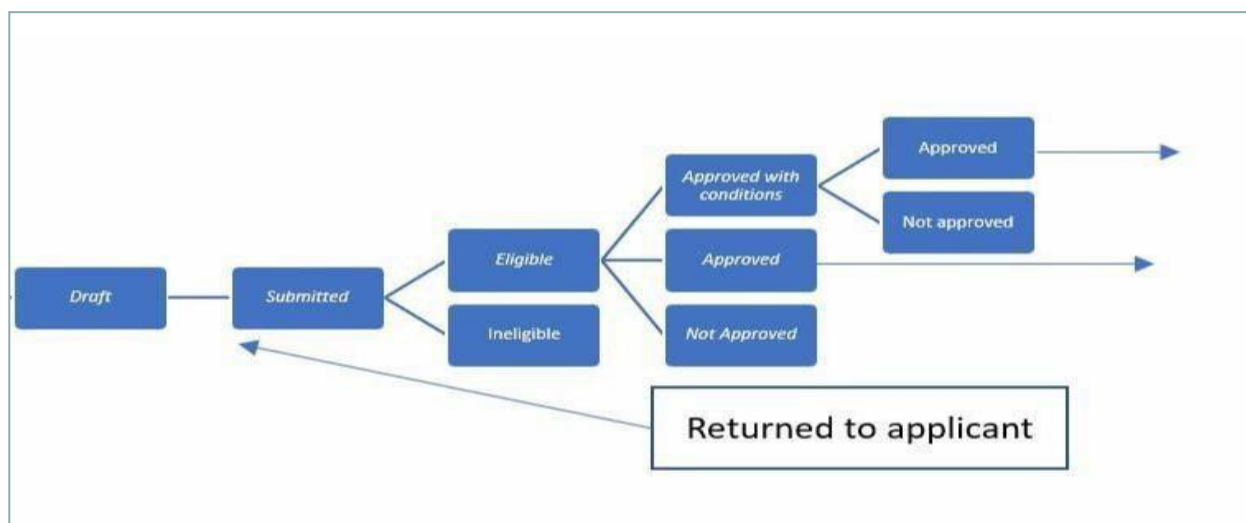 Draft
Submitted
Eligible
Ineligible
Approved with
conditions
Approved
Not Approved
Approved
Not approved
Returned to applicant